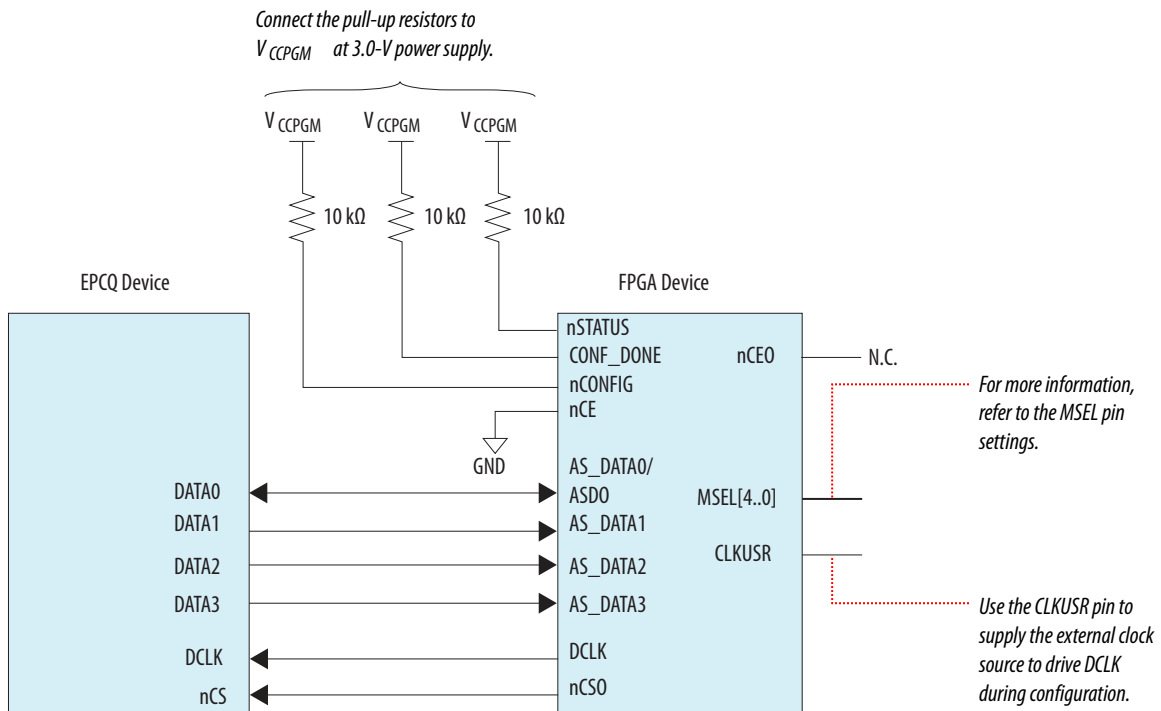 Connect the pull-up resistors to
V CCPGM at 3.0-V power supply.
V CCPGM V CCPGM V CCPGM
10 kΩ 10 kΩ 10 kΩ
EPCQ Device
FPGA Device
nSTATUS
CONF_DONE
nCONFIG
nCE
GND
nCEO
N.C.
For more information,
refer to the MSEL pin
settings.
AS_DATA0/
ASDO
DATA0
MSEL[4..0]
DATA1
AS_DATA1
CLKUSR
DATA2
AS_DATA2
DATA3
AS_DATA3
Use the CLKUSR pin to
supply the external clock
source to drive DCLK
during configuration.
DCLK
DCLK
nCS
nCSO